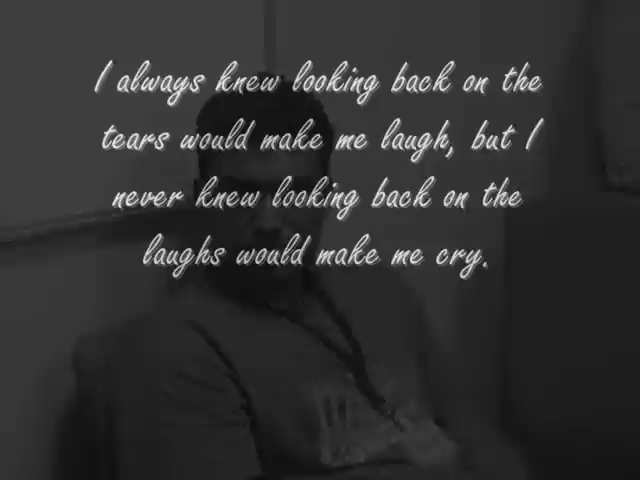 I always knew looking back on the
tears would make me laugh, but I
never knew looking back on the
laughs would make me cry.